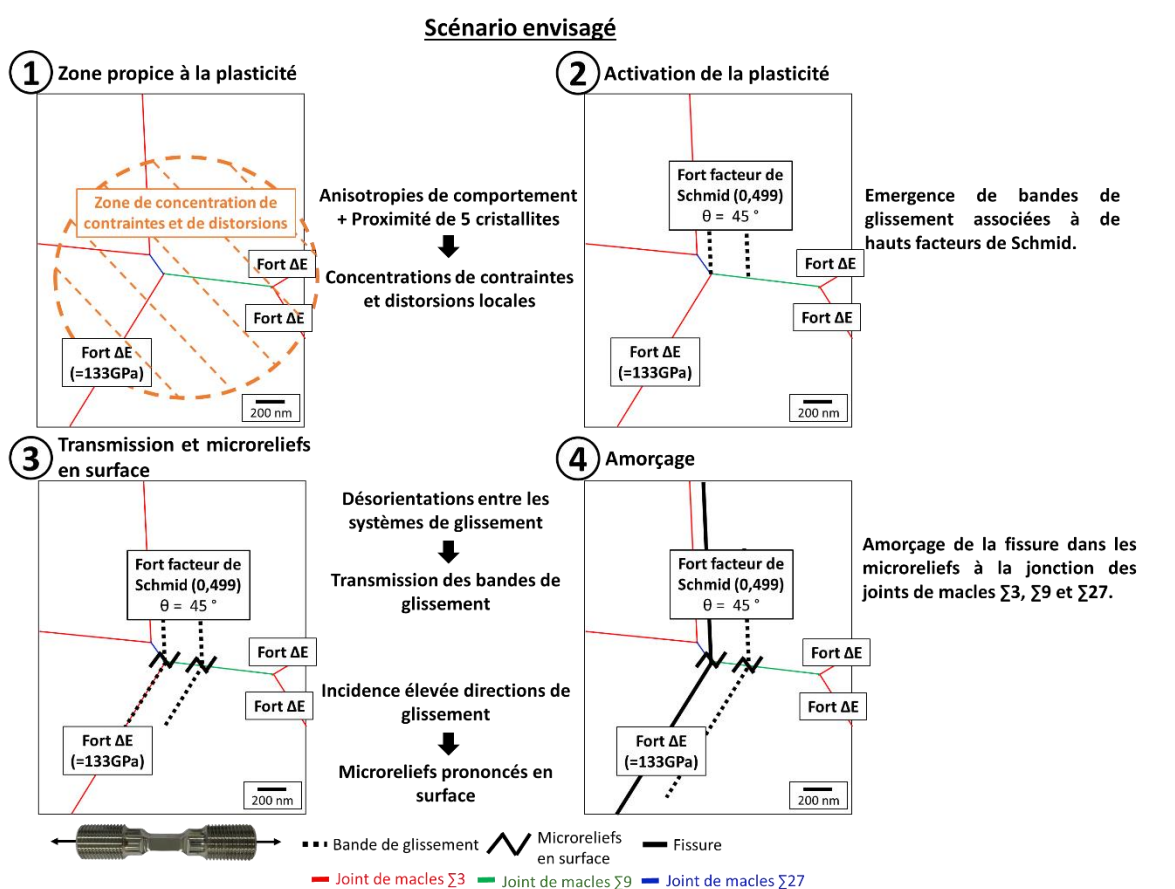 Scénario envisagé
1 Zone propice à la plasticité
Zone de concentration de
contraintes et de distorsions
Fort ΔE
Fort ΔE
Fort ΔE
(=133GPa)
200 nm
Anisotropies de comportement
+ Proximité de 5 cristallites
Concentrations de contraintes
et distorsions locales
2 Activation de la plasticité
Fort facteur de
Schmid (0,499)
θ = 45 °
Fort ΔE
Fort ΔE
Fort ΔE
(=133GPa)
200 nm
Emergence de bandes de
glissement associées à de
hauts facteurs de Schmid.
3 Transmission et microreliefs
en surface
Fort facteur de
Schmid (0,499)
θ = 45 °
Fort ΔE
Fort ΔE
Fort ΔE
(=133GPa)
200 nm
Désorientations entre les
systèmes de glissement
Transmission des bandes de
glissement
Incidence élevée directions de
glissement
Microreliefs prononcés en
surface
4 Amorçage
Fort facteur de
Schmid (0,499)
θ = 45 °
Fort ΔE
Fort ΔE
Fort ΔE
(=133GPa)
200 nm
Amorçage de la fissure dans les
microreliefs à la jonction des
joints de macles ∑3, ∑9 et ∑27.
Bande de glissement
Microreliefs
en surface
Fissure
Joint de macles ∑3
Joint de macles ∑9
Joint de macles ∑27